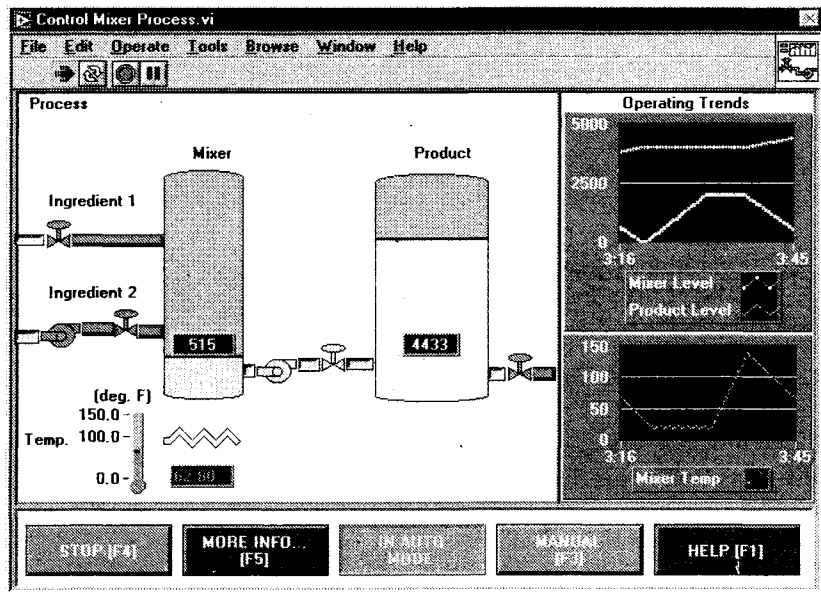 Control Mixer Process.vi
File Edit Operate Tools Browse Window Help
Process
Mixer
Product
Ingredient 1
Ingredient 2
515
4433
(deg. F)
150.0
Temp. 100.0
0.0
62.60
Operating Trends
5000
2500
0
3:16 3:45
Mixer Level
Product Level
150
100
50
0
3:16 3:45
Mixer Temp
STOP [F4]
MORE INFO...
[F5]
IN AUTO
MODE
MANUAL
[F3]
HELP [F1]